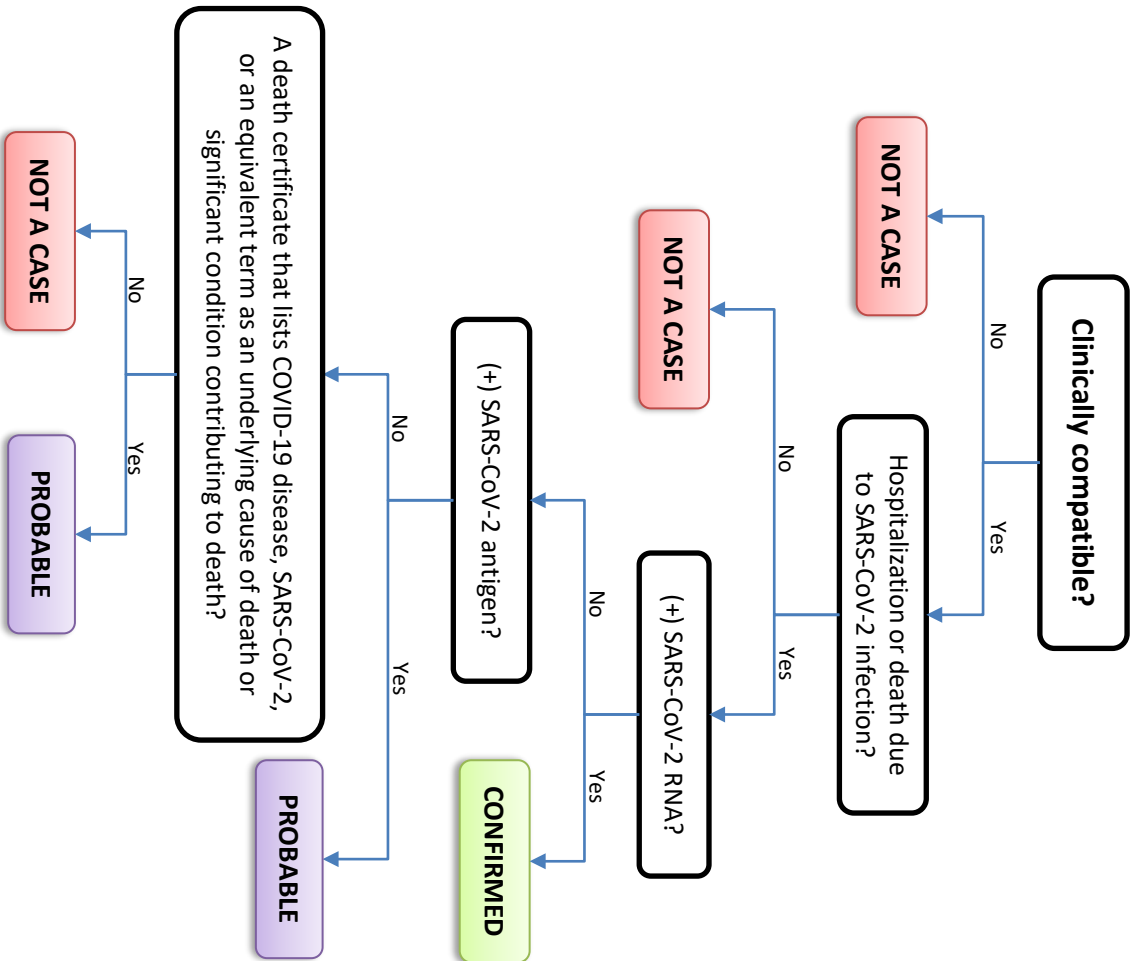 Clinically compatible?
No
Yes
NOT A CASE
Hospitalization or death due
to SARS-CoV-2 infection?
No
Yes
NOT A CASE
(+) SARS-CoV-2 RNA?
No
Yes
(+) SARS-CoV-2 antigen?
CONFIRMED
No
Yes
A death certificate that lists COVID-19 disease, SARS-CoV-2,
or an equivalent term as an underlying cause of death or
significant condition contributing to death?
PROBABLE
No
Yes
NOT A CASE
PROBABLE